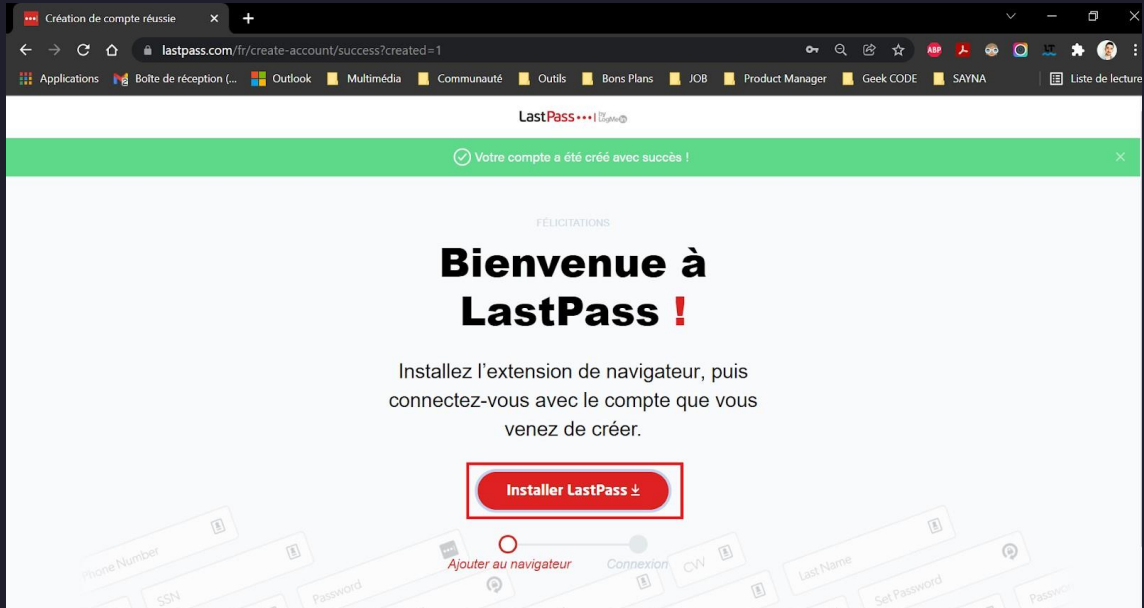 Création de compte réussie
lastpass.com/fr/create-account/success?created=1
Applications Boîte de réception (... Outlook Multimédia Communauté Outils Bons Plans JOB Product Manager Geek CODE SAYNA Liste de lecture
LastPass by LogMeIn
Votre compte a été créé avec succès !
FÉLICITATIONS
Bienvenue à
LastPass !
Installez l’extension de navigateur, puis
connectez-vous avec le compte que vous
venez de créer.
Installer LastPass
Ajouter au navigateur Connexion
Phone Number
SSN
Password
CVV
Last Name
Set Password